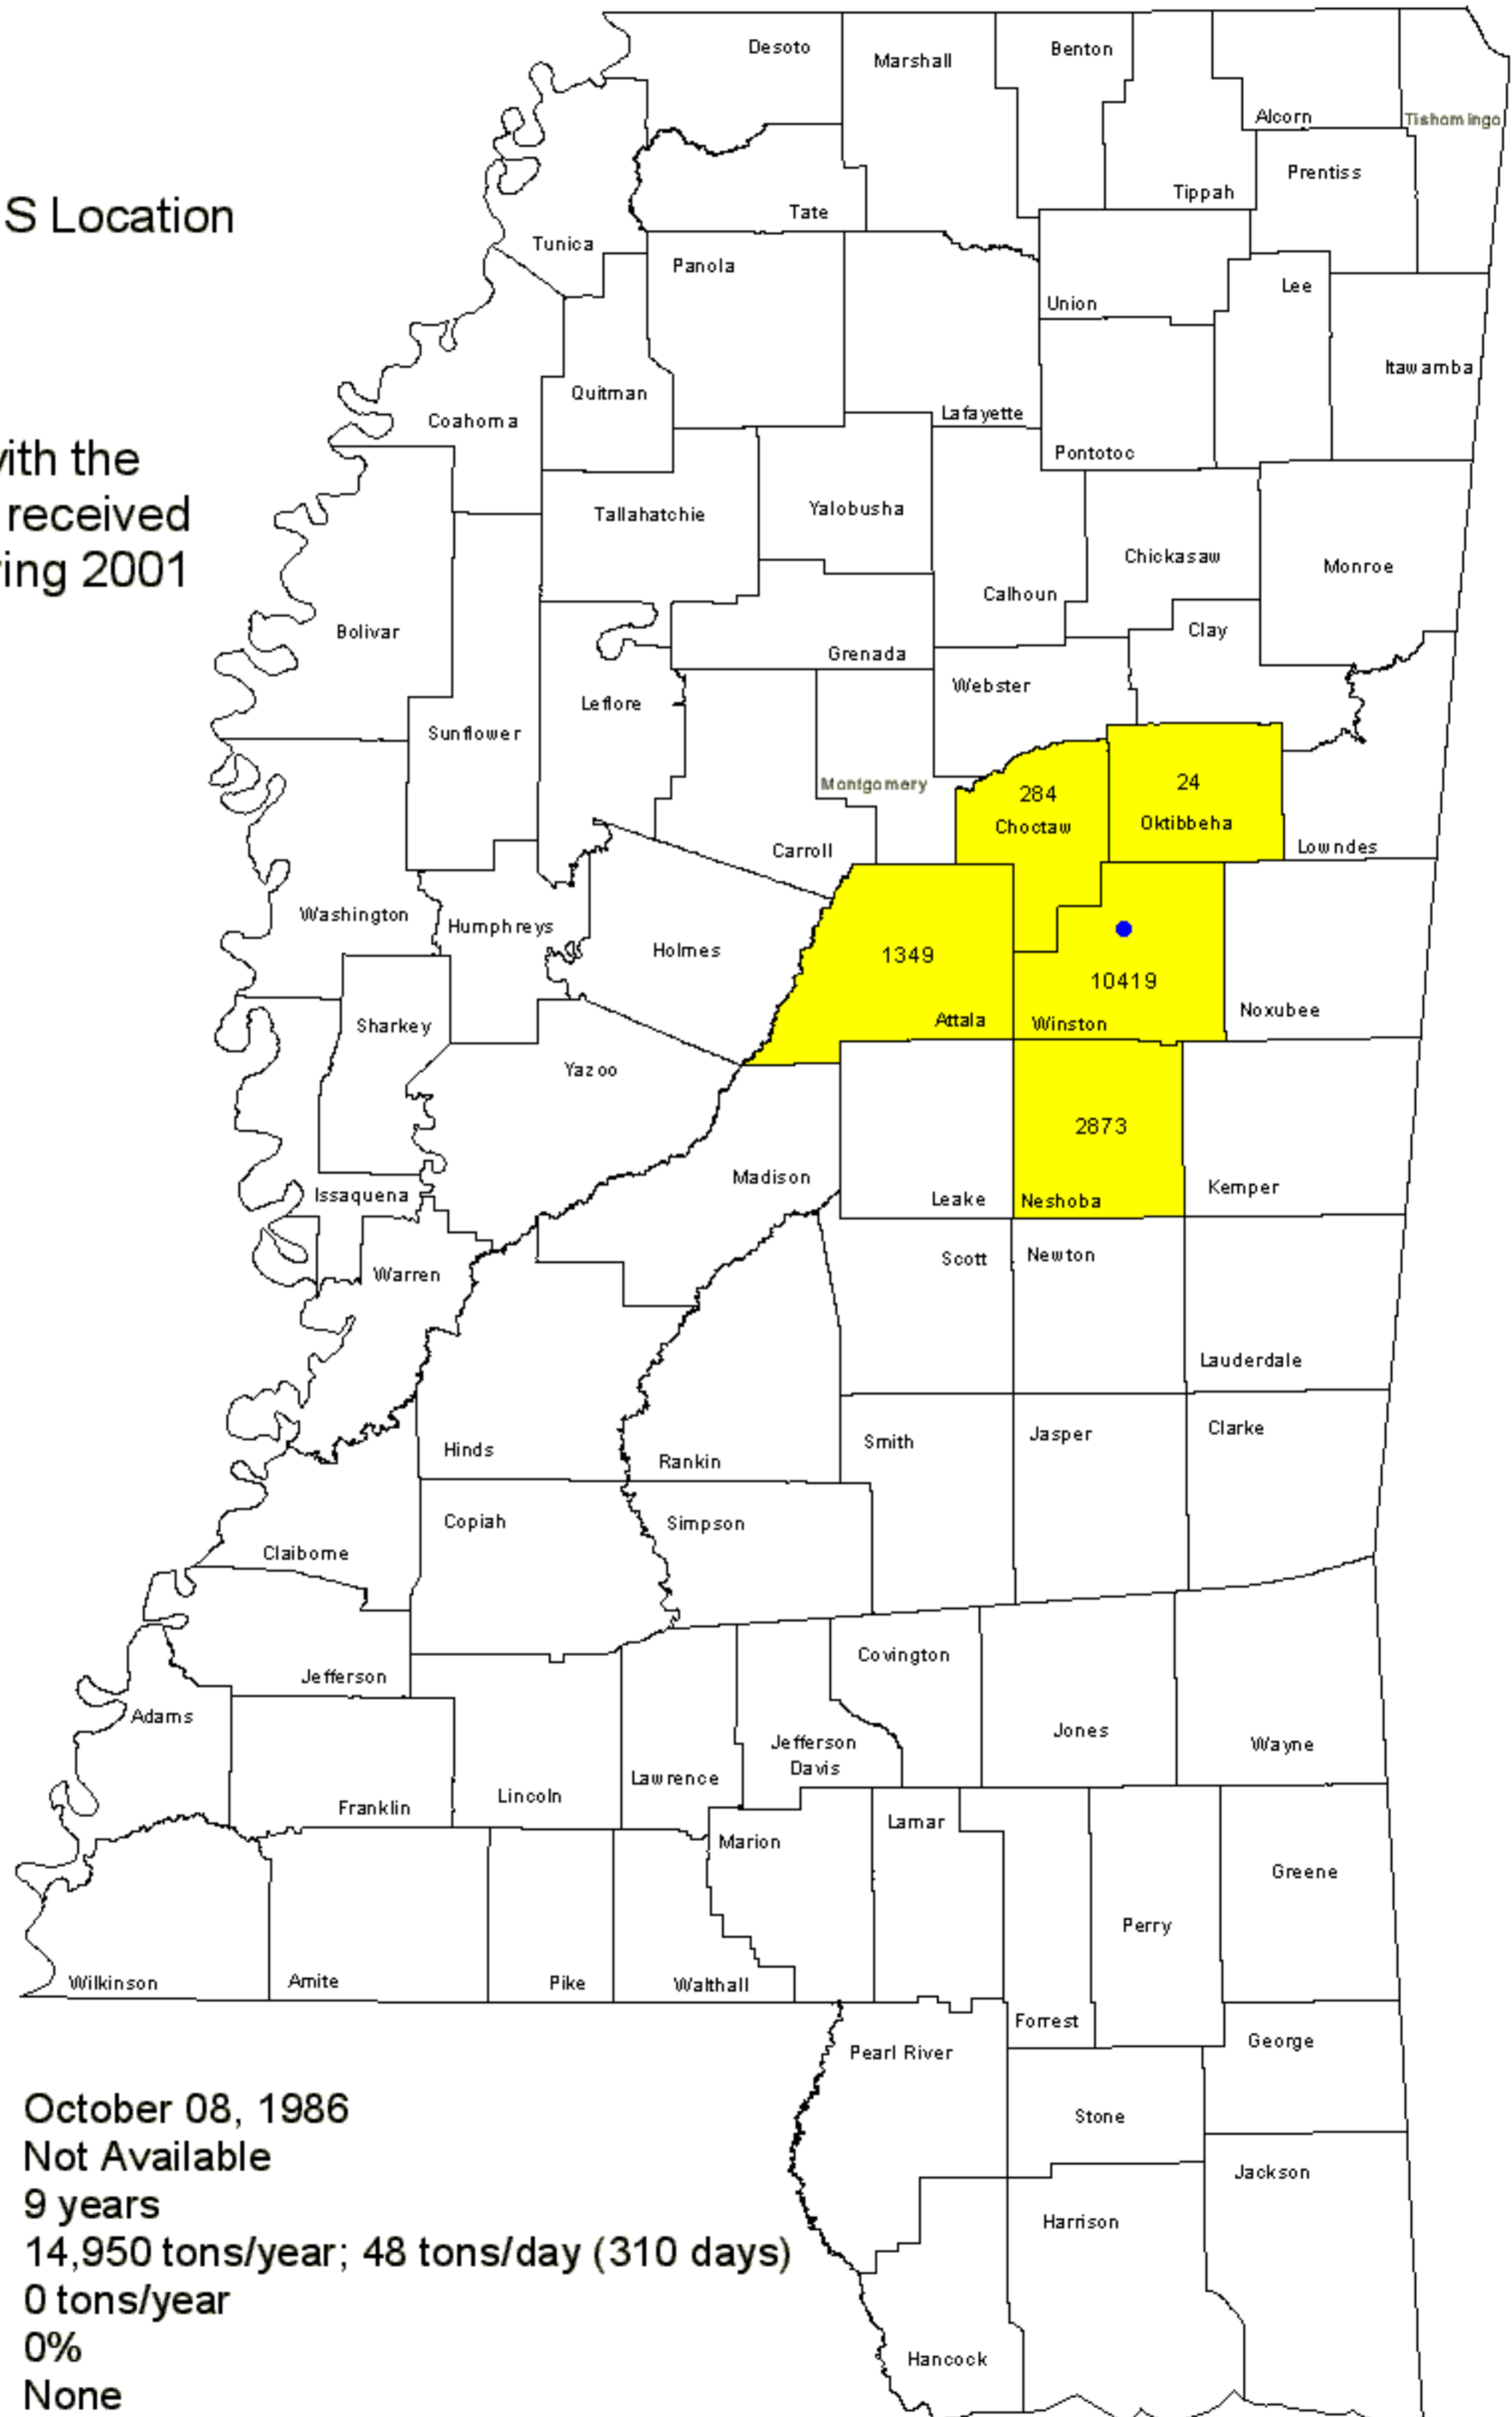 Desoto
Marshall
Benton
Alcorn
Tishomingo
Prentiss
Tippah
Tate
S Location
Tunica
Panola
Lee
Union
Itawamba
Quitman
Coahoma
Lafayette
Pontotoc
with the
received
ring 2001
Tallahatchie
Yalobusha
Chickasaw
Monroe
Calhoun
Bolivar
Clay
Grenada
Webster
Leflore
Sunflower
Montgomery
284
Choctaw
24
Oktibbeha
Carroll
Lowndes
Washington
Humphreys
Holmes
1349
Attala
10419
Winston
Noxubee
Sharkey
Yazoo
2873
Neshoba
Madison
Leake
Kemper
Issaquena
Scott
Newton
Warren
Lauderdale
Hinds
Rankin
Smith
Jasper
Clarke
Copiah
Simpson
Claiborne
Covington
Jefferson
Adams
Jefferson
Davis
Jones
Wayne
Lawrence
Lincoln
Franklin
Lamar
Marion
Greene
Perry
Wilkinson
Amite
Pike
Walthall
Forrest
George
Pearl River
Stone
Jackson
Harrison
Hancock
October 08, 1986
Not Available
9 years
14,950 tons/year; 48 tons/day (310 days)
0 tons/year
0%
None